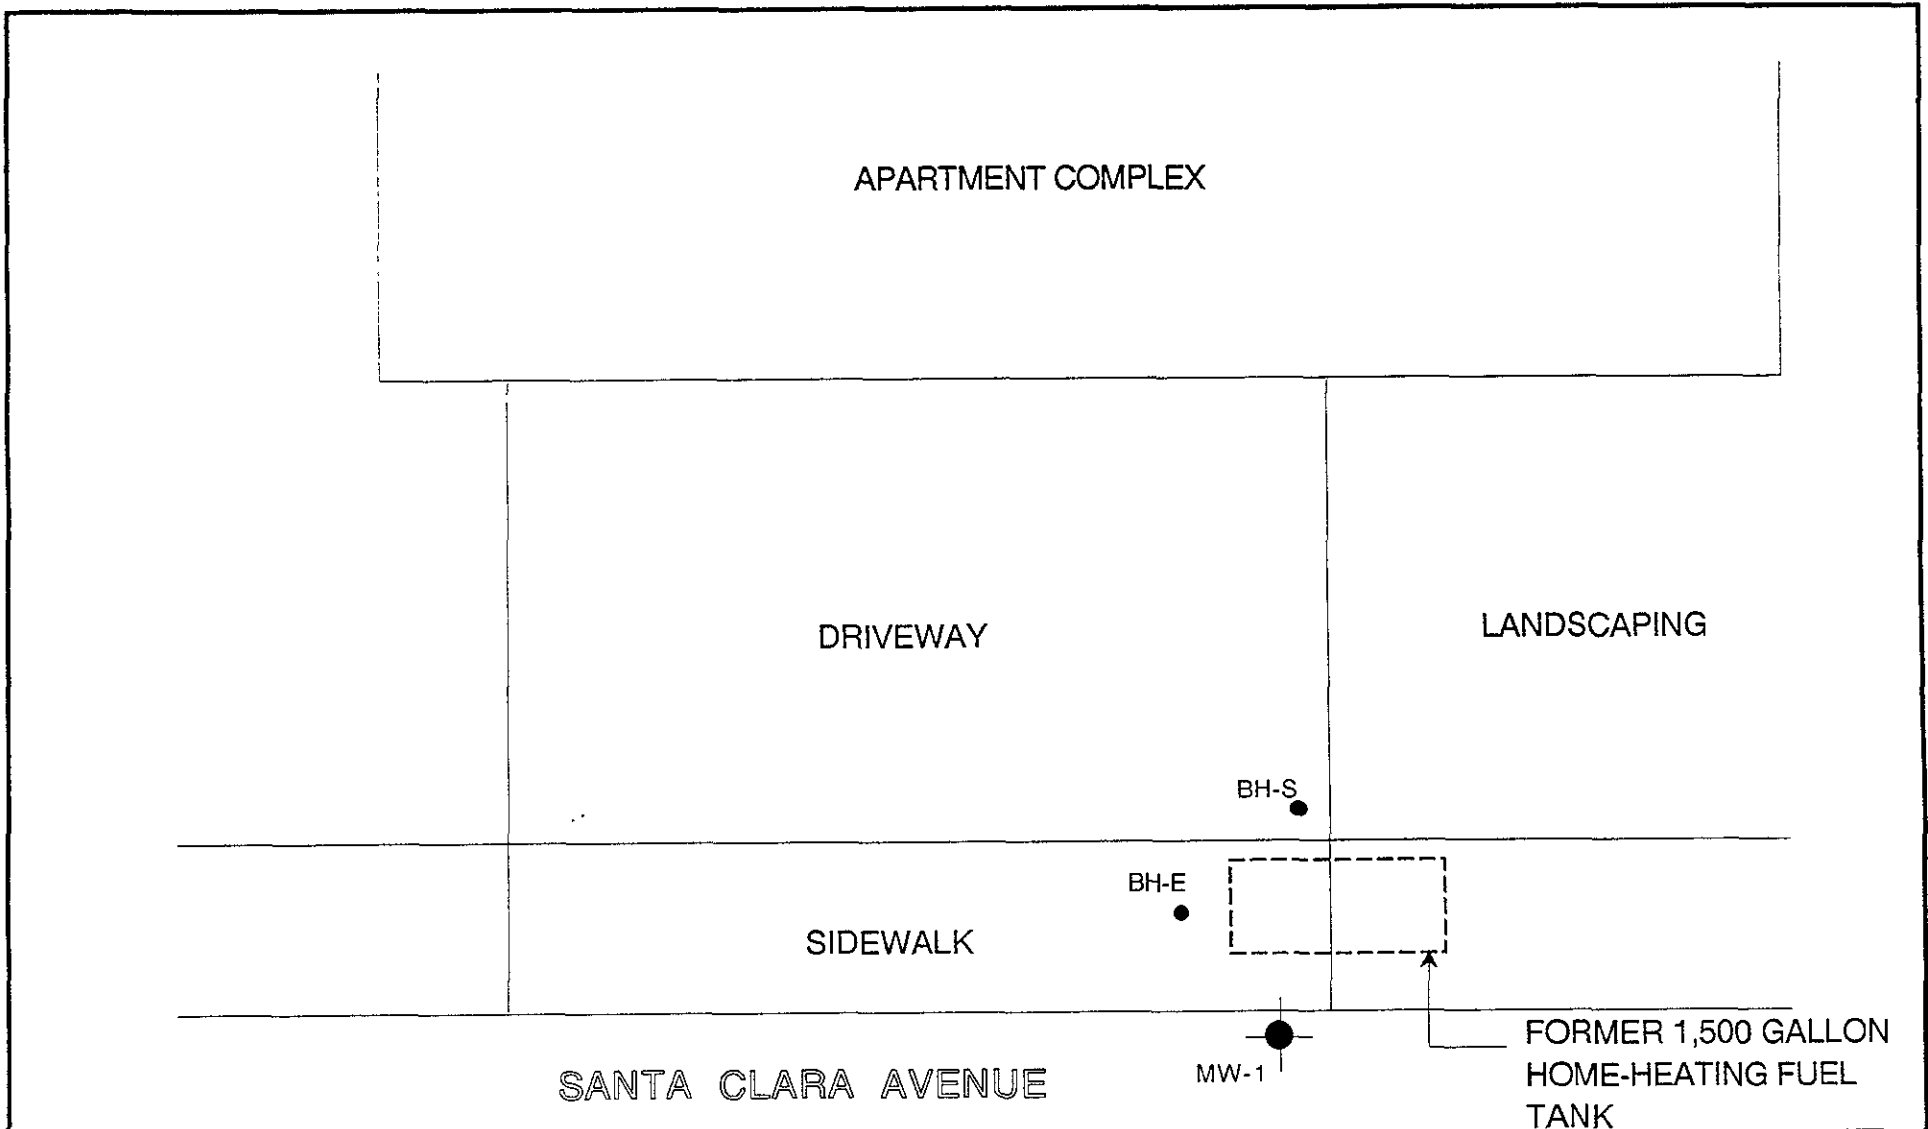 APARTMENT COMPLEX
DRIVEWAY
LANDSCAPING
BH-S
BH-E
SIDEWALK
MW-1
FORMER 1,500 GALLON
HOME-HEATING FUEL
TANK
SANTA CLARA AVENUE